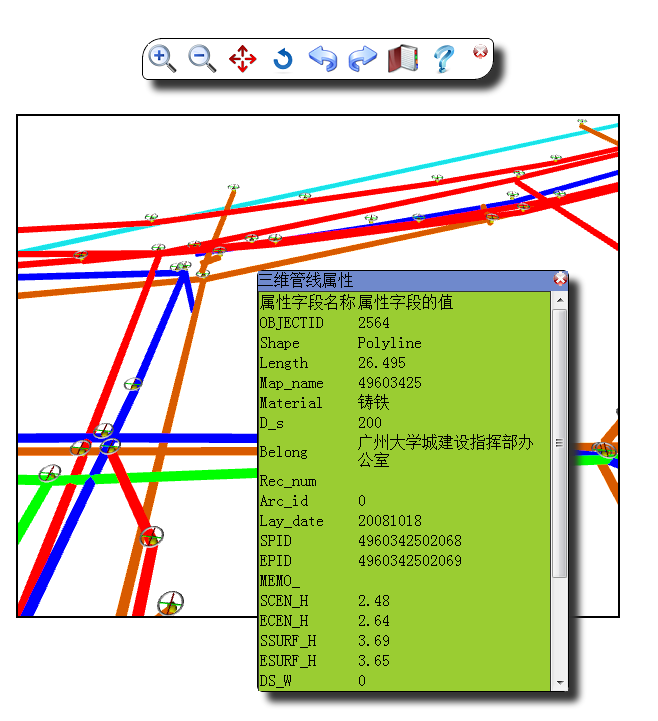 三维管线属性
属性字段名称 属性字段的值
OBJECTID 2564
Shape Polyline
Length 26.495
Map_name 49603425
Material 铸铁
D_s 200
Belong 广州大学城建设指挥部办
公室
Rec_num
Arc_id 0
Lay_date 20081018
SPID 4960342502068
EPID 4960342502069
MEMO_
SCEN_H 2.48
ECEN_H 2.64
SSURF_H 3.69
ESURF_H 3.65
DS_W 0